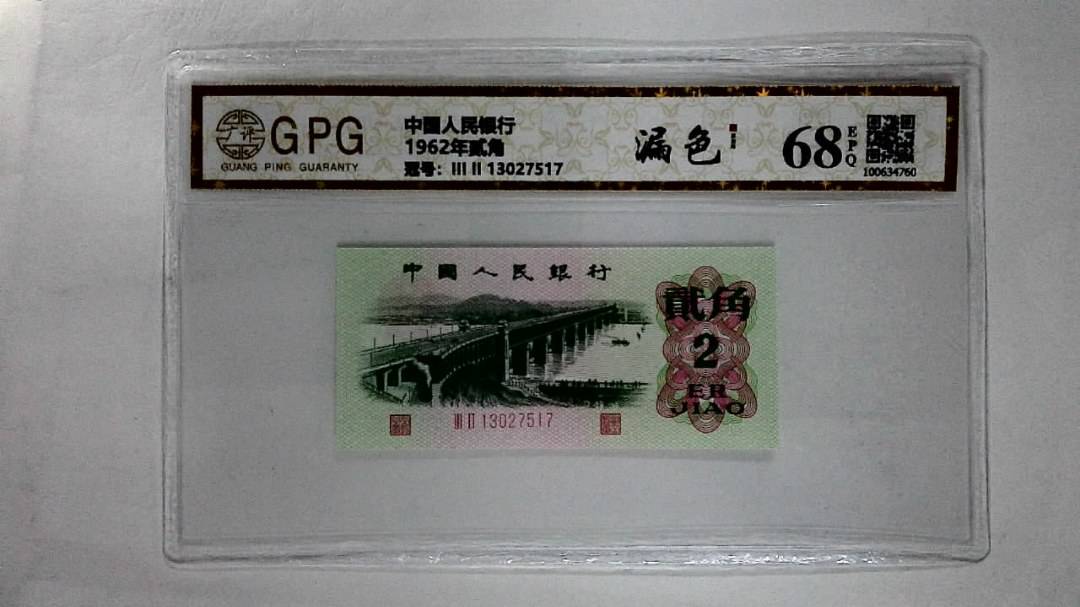 广评
GPG
GUANG PING GUARANTY
中國人民银行
1962年贰角
冠号: III II 13027517
漏色
68
EPQ
100634760
中國人民銀行
貳角
2
ER
JIAO
III II 13027517